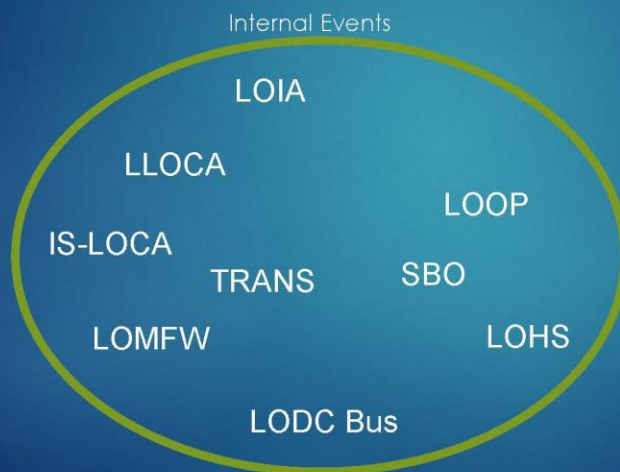 Internal Events
LOIA
LLOCA
LOOP
IS-LOCA
TRANS
SBO
LOMFW
LOHS
LODC Bus